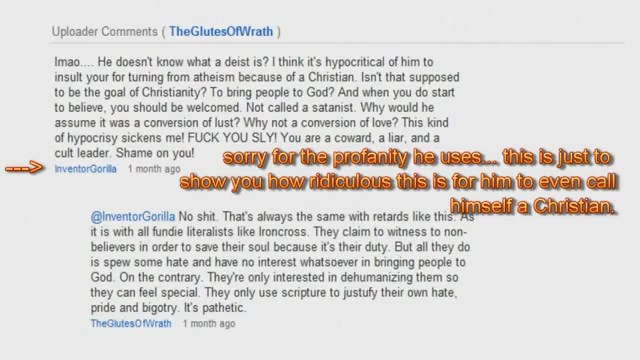 Uploader Comments ( TheGlutesOfWrath )
lmao.... He doesn't know what a deist is? I think it's hypocritical of him to
insult your for turning from atheism because of a Christian. Isn't that supposed
to be the goal of Christianity? To bring people to God? And when you do start
to believe, you should be welcomed. Not called a satanist. Why would he
assume it was a conversion of lust? Why not a conversion of love? This kind
of hypocrisy sickens me! FUCK YOU SLY! You are a coward, a liar, and a
cult leader. Shame on you!
---> InventorGorilla 1 month ago
sorry for the profanity he uses... this is just to
show you how ridiculous this is for him to even call
himself a Christian.
@InventorGorilla No shit. That's always the same with retards like this. As
it is with all fundie literalists like Ironcross. They claim to witness to non-
believers in order to save their soul because it's their duty. But all they do
is spew some hate and have no interest whatsoever in bringing people to
God. On the contrary. They're only interested in dehumanizing them so
they can feel special. They only use scripture to justufy their own hate,
pride and bigotry. It's pathetic.
TheGlutesOfWrath 1 month ago